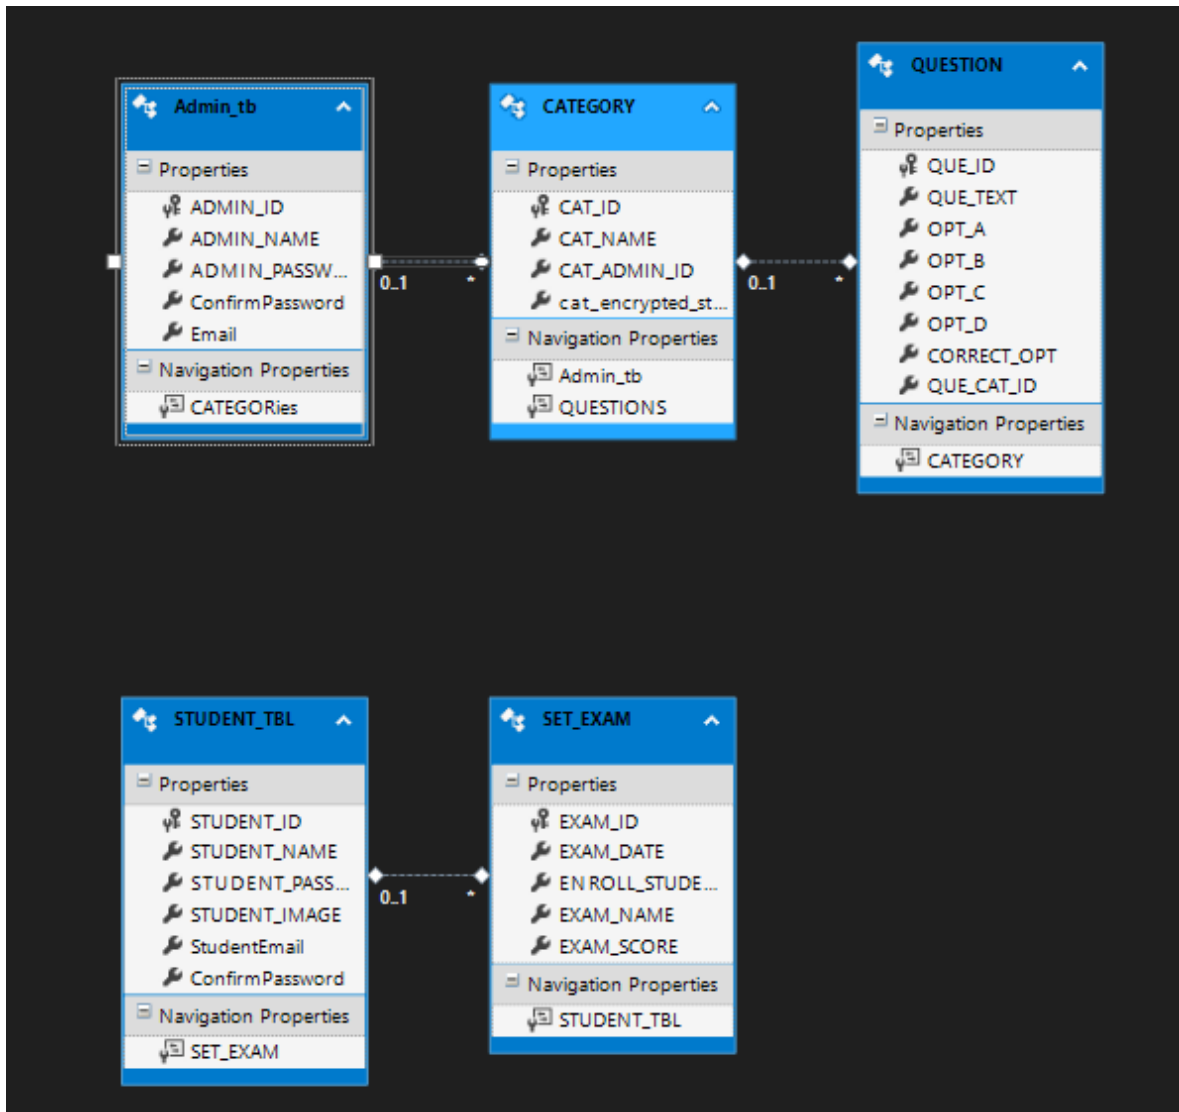 Admin_tb
Properties
ADMIN_ID
ADMIN_NAME
ADMIN_PASSW...
ConfirmPassword
Email
Navigation Properties
CATEGORies
0..1
*
CATEGORY
Properties
CAT_ID
CAT_NAME
CAT_ADMIN_ID
cat_encrypted_st...
Navigation Properties
Admin_tb
QUESTIONS
0..1
*
QUESTION
Properties
QUE_ID
QUE_TEXT
OPT_A
OPT_B
OPT_C
OPT_D
CORRECT_OPT
QUE_CAT_ID
Navigation Properties
CATEGORY
STUDENT_TBL
Properties
STUDENT_ID
STUDENT_NAME
STUDENT_PASS...
STUDENT_IMAGE
StudentEmail
ConfirmPassword
Navigation Properties
SET_EXAM
0..1
*
SET_EXAM
Properties
EXAM_ID
EXAM_DATE
ENROLL_STUDE...
EXAM_NAME
EXAM_SCORE
Navigation Properties
STUDENT_TBL